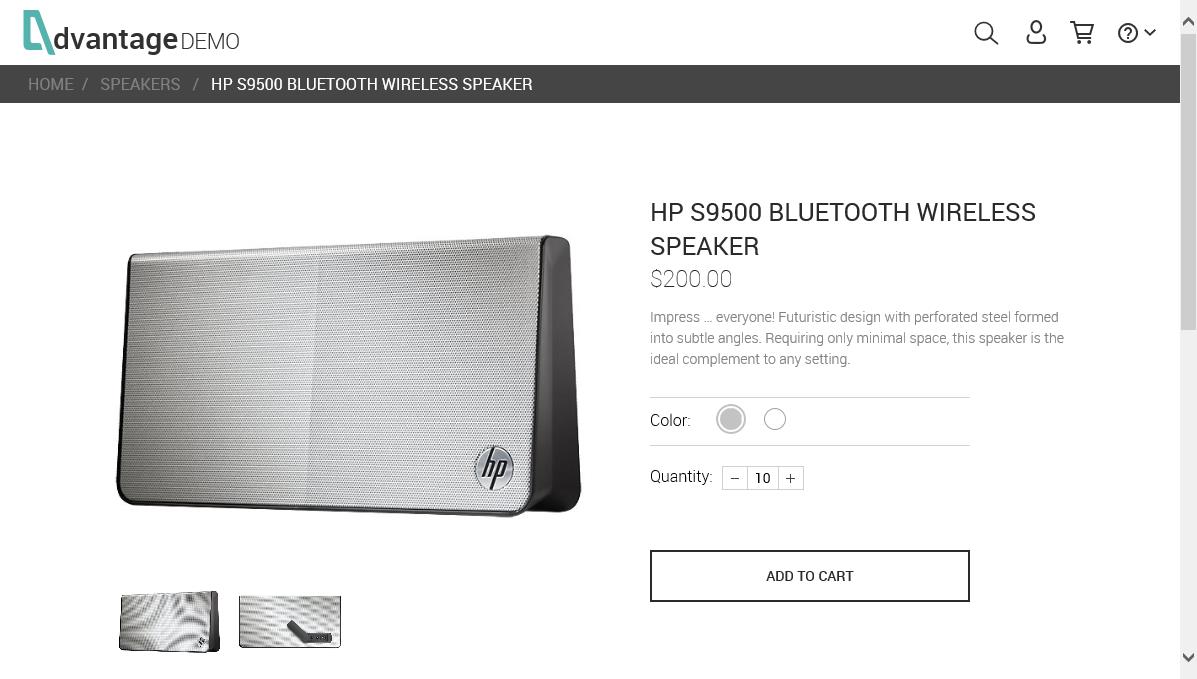 dvantage DEMO
HOME / SPEAKERS / HP S9500 BLUETOOTH WIRELESS SPEAKER
HP S9500 BLUETOOTH WIRELESS
SPEAKER
$200.00
Impress ... everyone! Futuristic design with perforated steel formed
into subtle angles. Requiring only minimal space, this speaker is the
ideal complement to any setting.
Color:
Quantity: − 10 +
hp
ADD TO CART